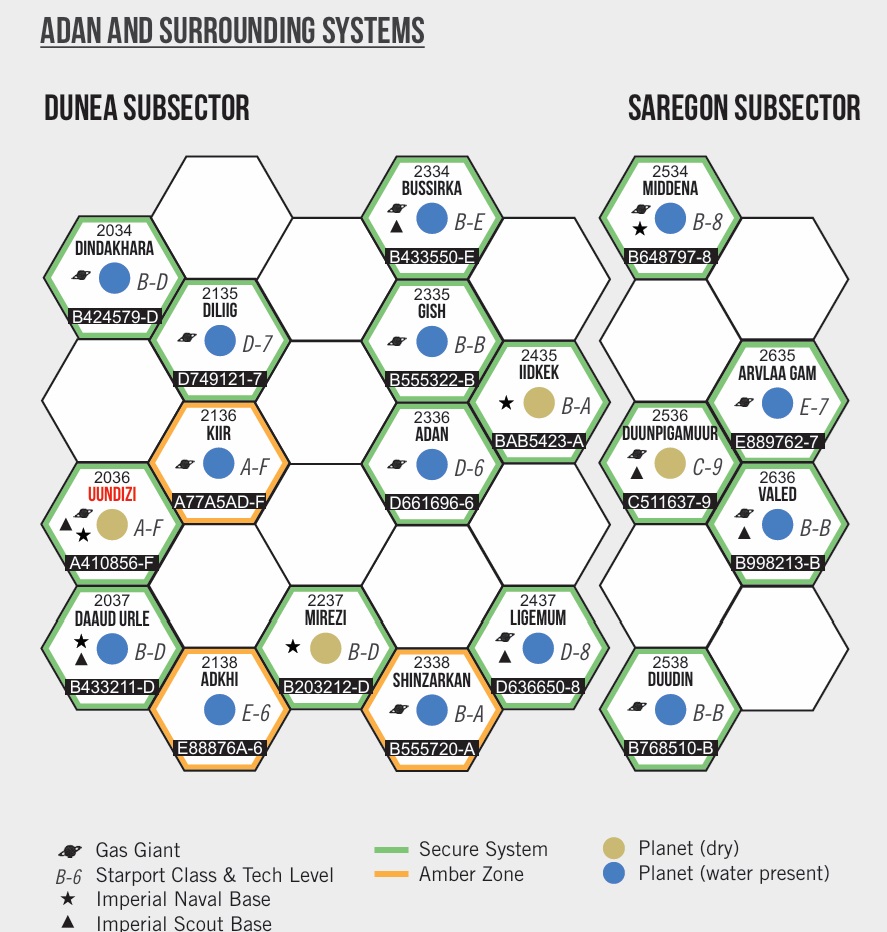 ADAN AND SURROUNDING SYSTEMS
DUNEA SUBSECTOR
SAREGON SUBSECTOR
2034
DINDAKHARA
B-D
B424579-D
2036
UUNDIZI
A-F
A410856-F
2037
DAAUD URLE
B-D
B433211-D
2135
DILIIG
D-7
D749121-7
2136
KIIR
A-F
A77A5AD-F
2138
ADKHI
E-6
E88876A-6
2237
MIREZI
B-D
B203212-D
2334
BUSSIRKA
B-E
B433550-E
2335
GISH
B-B
B555322-B
2336
ADAN
D-6
D661696-6
2338
SHINZARKAN
B-A
B555720-A
2435
IIDKEK
B-A
BAB5423-A
2437
LIGEMUM
D-8
D636650-8
2534
MIDDENA
B-8
B648797-8
2536
DUUNPIGAMUUR
C-9
C511637-9
2538
DUUDIN
B-B
B768510-B
2635
ARVLAA GAM
E-7
E889762-7
2636
VALED
B-B
B998213-B
Gas Giant
B-6 Starport Class & Tech Level
Imperial Naval Base
Imperial Scout Base
Secure System
Amber Zone
Planet (dry)
Planet (water present)